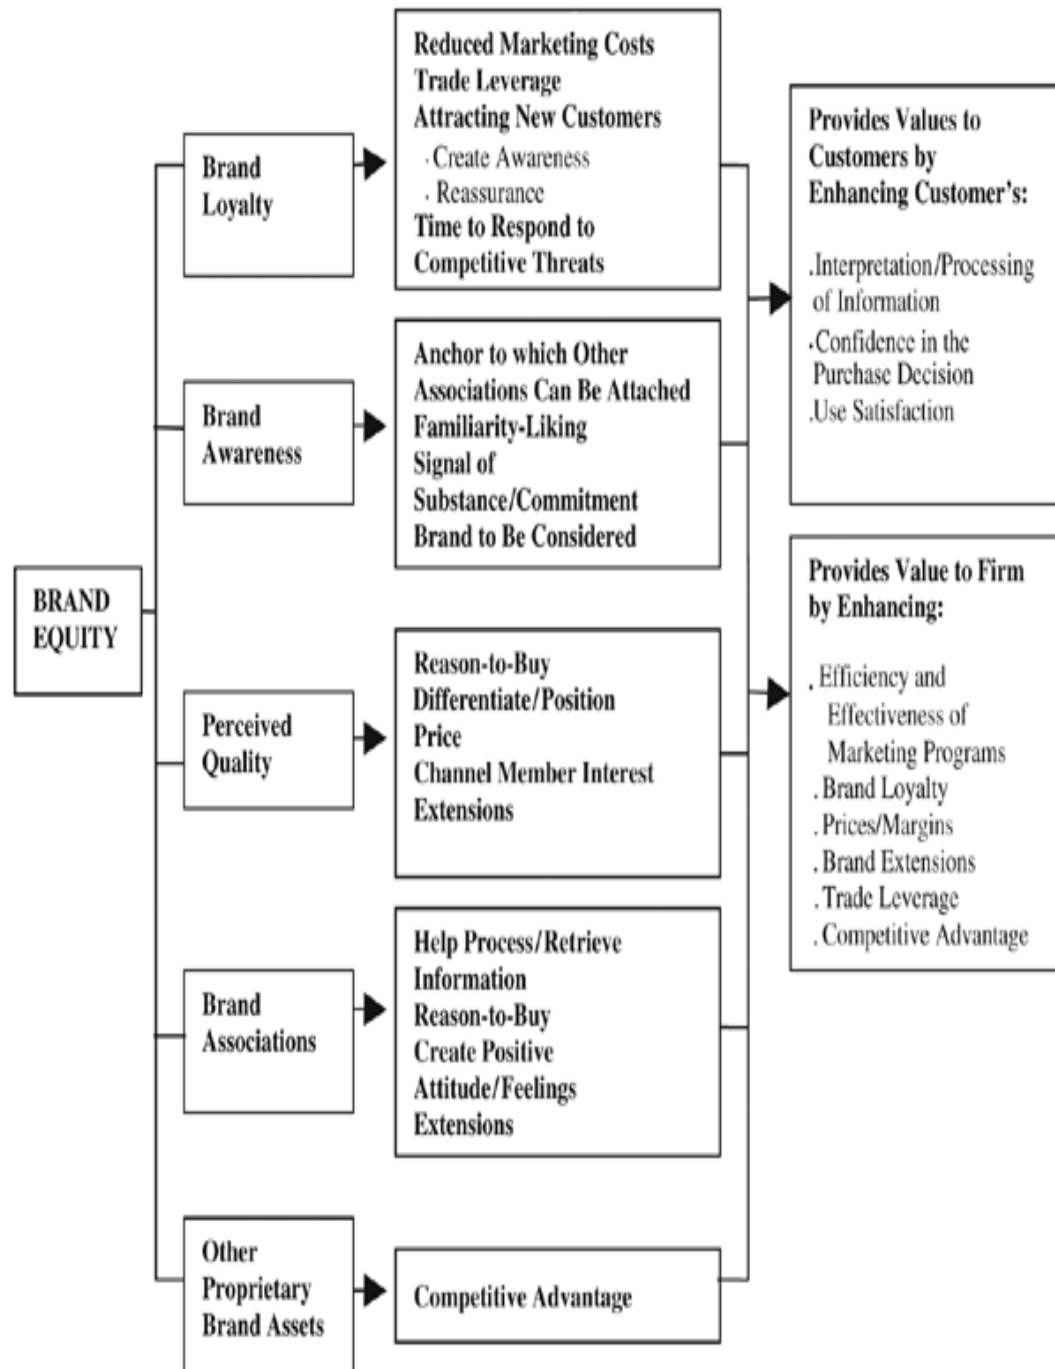 BRAND
EQUITY
Brand
Loyalty
Reduced Marketing Costs
Trade Leverage
Attracting New Customers
· Create Awareness
· Reassurance
Time to Respond to
Competitive Threats
Brand
Awareness
Anchor to which Other
Associations Can Be Attached
Familiarity-Liking
Signal of
Substance/Commitment
Brand to Be Considered
Perceived
Quality
Reason-to-Buy
Differentiate/Position
Price
Channel Member Interest
Extensions
Brand
Associations
Help Process/Retrieve
Information
Reason-to-Buy
Create Positive
Attitude/Feelings
Extensions
Other
Proprietary
Brand Assets
Competitive Advantage
Provides Values to
Customers by
Enhancing Customer's:
.Interpretation/Processing
of Information
.Confidence in the
Purchase Decision
.Use Satisfaction
Provides Value to Firm
by Enhancing:
. Efficiency and
Effectiveness of
Marketing Programs
. Brand Loyalty
. Prices/Margins
. Brand Extensions
. Trade Leverage
. Competitive Advantage